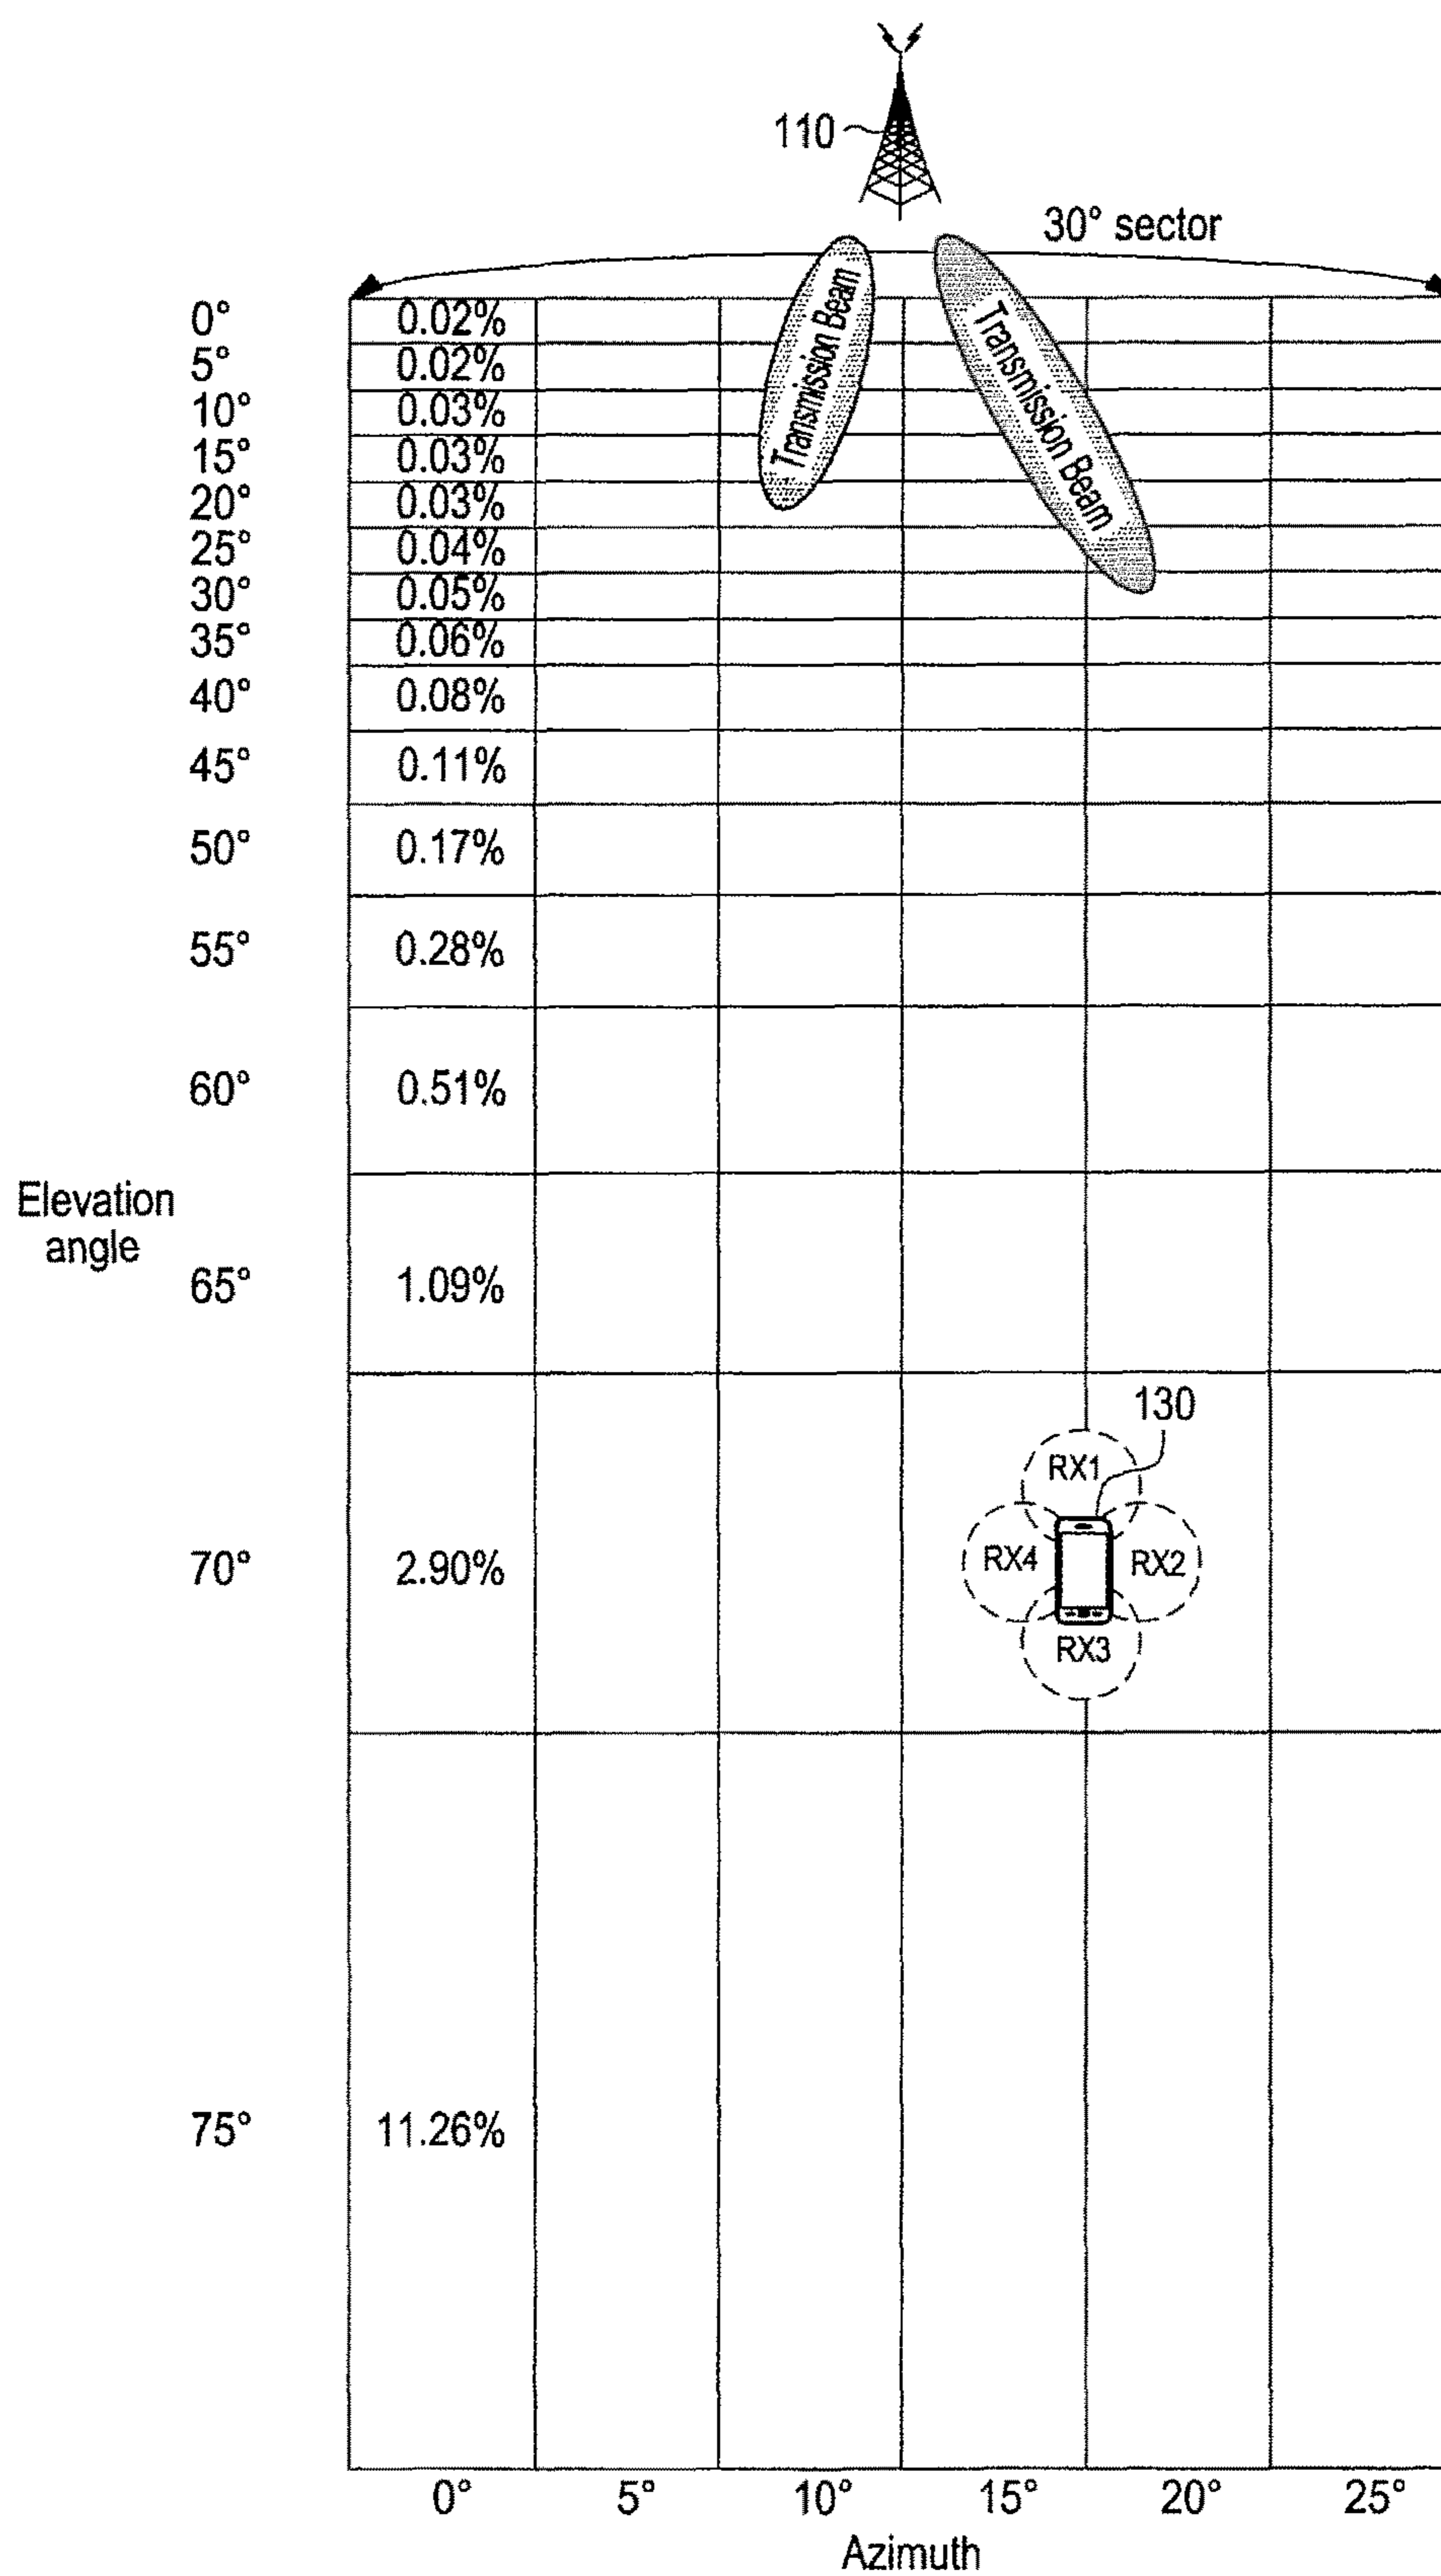 110
30° sector
Transmission Beam
Transmission Beam
0° 0.02%
5° 0.02%
10° 0.03%
15° 0.03%
20° 0.03%
25° 0.04%
30° 0.05%
35° 0.06%
40° 0.08%
45° 0.11%
50° 0.17%
55° 0.28%
60° 0.51%
Elevation
angle
65° 1.09%
130
RX1
70° 2.90% RX4 RX2
RX3
75° 11.26%
0° 5° 10° 15° 20° 25°
Azimuth